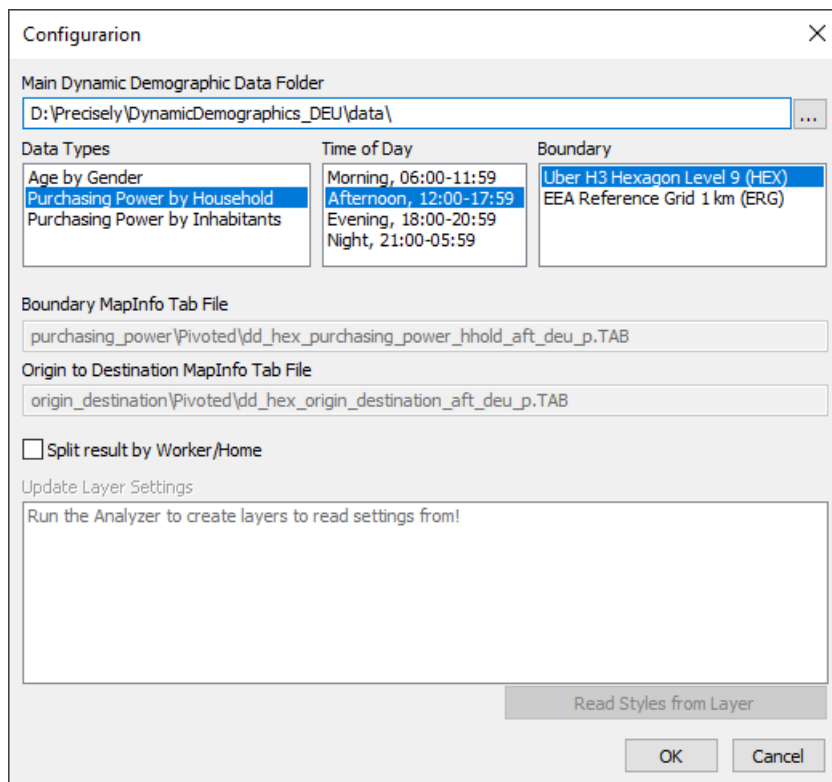 Configurarion
Main Dynamic Demographic Data Folder
D:\Precisely\DynamicDemographics_DEU\data\
...
Data Types
Age by Gender
Purchasing Power by Household
Purchasing Power by Inhabitants
Time of Day
Morning, 06:00-11:59
Afternoon, 12:00-17:59
Evening, 18:00-20:59
Night, 21:00-05:59
Boundary
Uber H3 Hexagon Level 9 (HEX)
EEA Reference Grid 1 km (ERG)
Boundary MapInfo Tab File
purchasing_power\Pivoted\dd_hex_purchasing_power_hhold_aft_deu_p.TAB
Origin to Destination MapInfo Tab File
origin_destination\Pivoted\dd_hex_origin_destination_aft_deu_p.TAB
Split result by Worker/Home
Update Layer Settings
Run the Analyzer to create layers to read settings from!
Read Styles from Layer
OK
Cancel